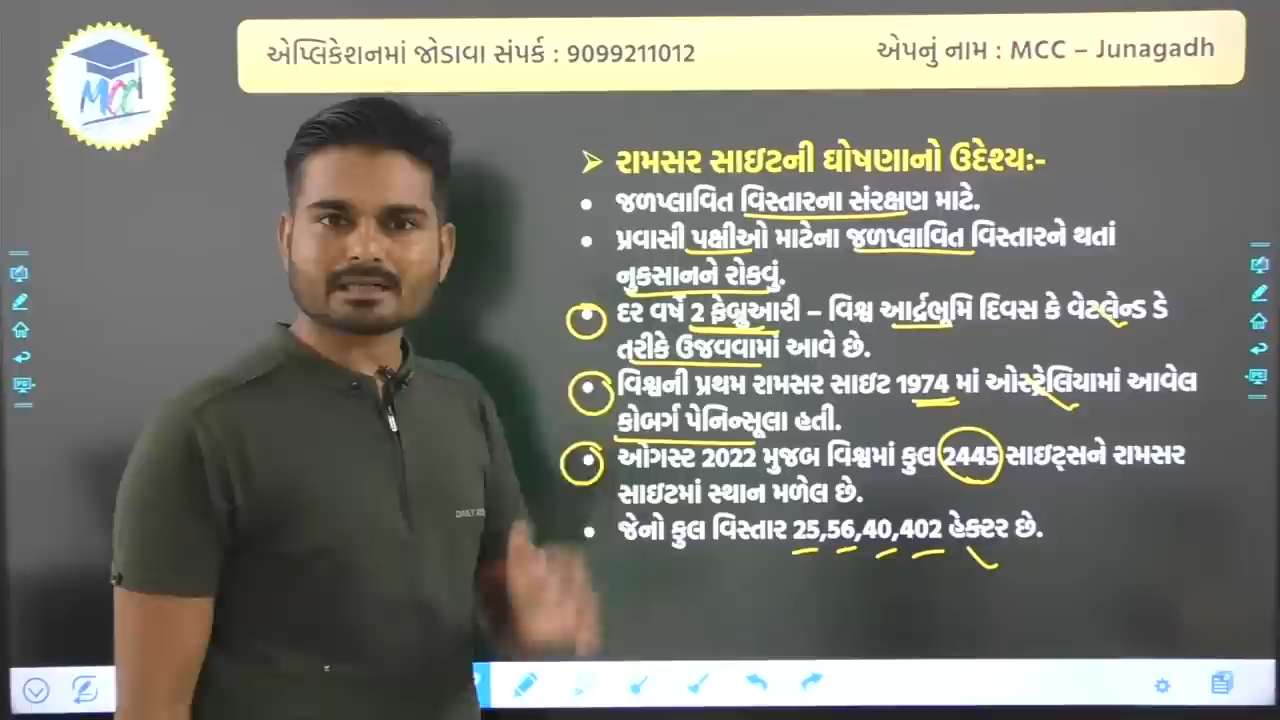 એપ્લિકેશનમાં જોડાવા સંપર્ક : 9099211012
એપનું નામ : MCC – Junagadh
MCC
➢ રામસર સાઇટની ઘોષણાનો ઉદેશ્ય:-
• જળપ્લાવિત વિસ્તારના સંરક્ષણ માટે.
• પ્રવાસી પક્ષીઓ માટેના જળપ્લાવિત વિસ્તારને થતાં
નુકસાનને રોકવું.
• દર વર્ષે 2 ફેબ્રુઆરી – વિશ્વ આર્દ્રભૂમિ દિવસ કે વેટલેન્ડ ડે
તરીકે ઉજવવામાં આવે છે.
• વિશ્વની પ્રથમ રામસર સાઇટ 1974 માં ઓસ્ટ્રેલિયામાં આવેલ
કોબર્ગ પેનિન્સૂલા હતી.
• ઓગસ્ટ 2022 મુજબ વિશ્વમાં કુલ 2445 સાઇટ્સને રામસર
સાઇટમાં સ્થાન મળેલ છે.
• જેનો કુલ વિસ્તાર 25,56,40,402 હેક્ટર છે.